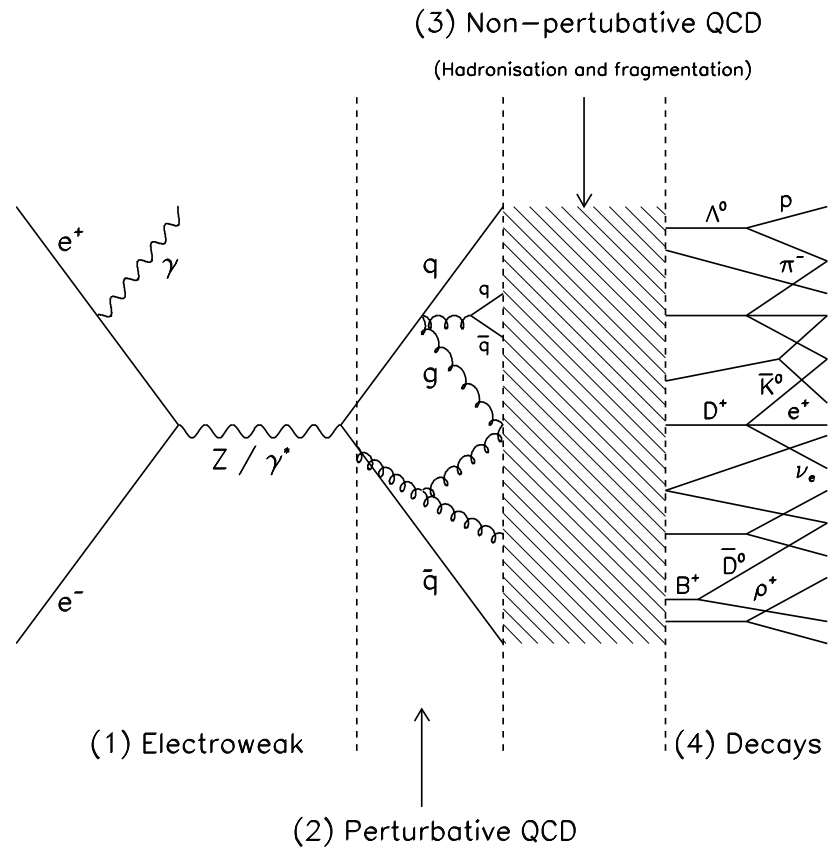 (3) Non-pertubative QCD
(Hadronisation and fragmentation)
e⁺
γ
Z / γ*
e⁻
q
q
q̄
g
q̄
Λ⁰
p
π⁻
K̄⁰
D⁺
e⁺
νₑ
D̄⁰
B⁺
ρ⁺
(1) Electroweak
(4) Decays
(2) Perturbative QCD